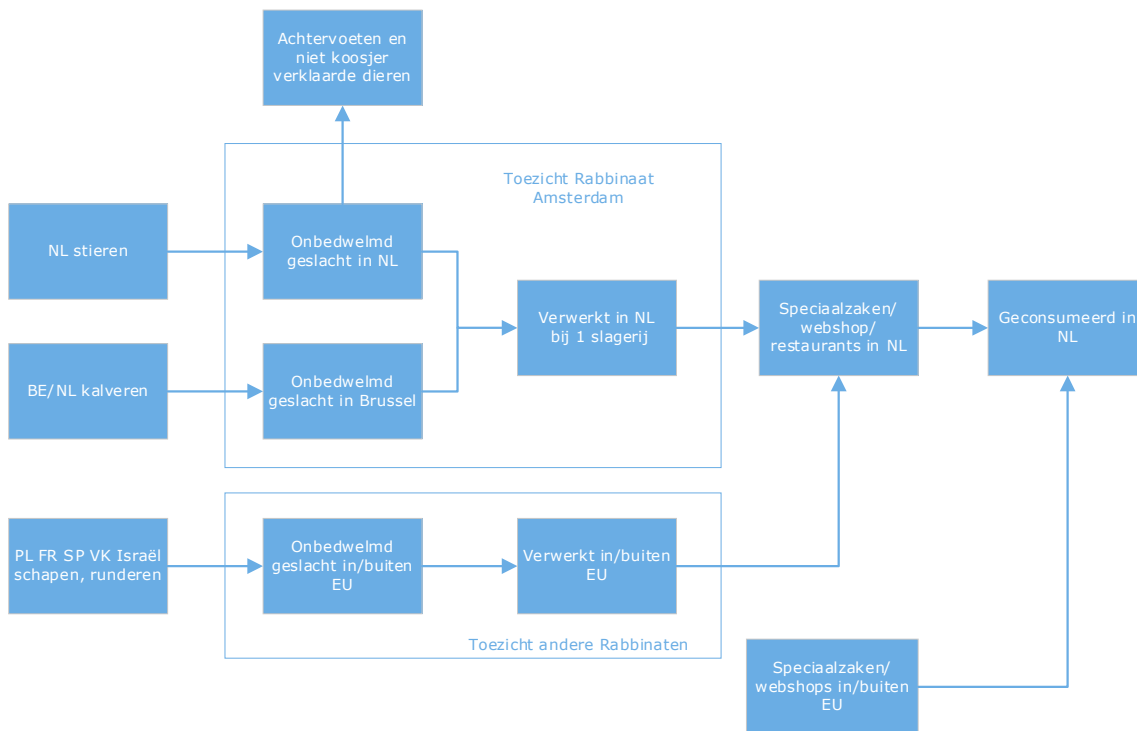 Achtervoeten en
niet koosjer
verklaarde dieren
Toezicht Rabbinaat
Amsterdam
NL stieren
Onbedwelmd
geslacht in NL
Verwerkt in NL
bij 1 slagerij
Speciaalzaken/
webshop/
restaurants in NL
Geconsumeerd in
NL
BE/NL kalveren
Onbedwelmd
geslacht in Brussel
PL FR SP VK Israël
schapen, runderen
Onbedwelmd
geslacht in/buiten
EU
Verwerkt in/buiten
EU
Toezicht andere Rabbinaten
Speciaalzaken/
webshops in/buiten
EU